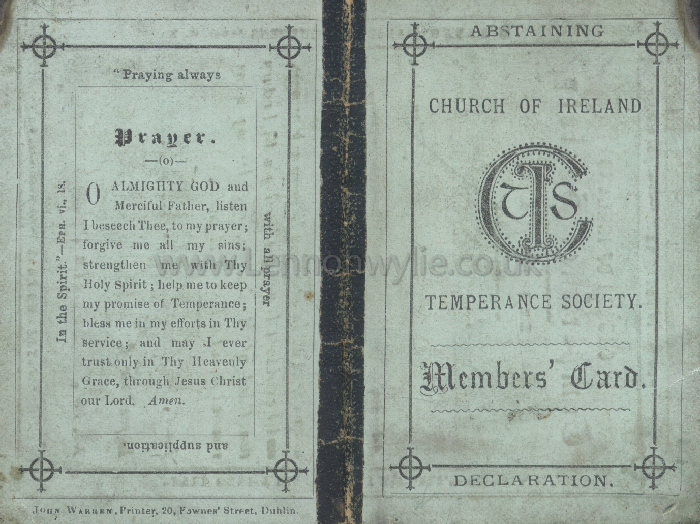 "Praying always
Prayer.
—(o)—
O ALMIGHTY GOD and
Merciful Father, listen
I beseech Thee, to my prayer;
forgive me all my sins;
strengthen me with Thy
Holy Spirit; help me to keep
my promise of Temperance;
bless me in my efforts in Thy
service; and may I ever
trust only in Thy Heavenly
Grace, through Jesus Christ
our Lord. Amen.
with all prayer
and supplication
In the Spirit."—EPH. vi., 18.
JOHN WARREN, Printer, 20, Fownes' Street, Dublin.
ABSTAINING
CHURCH OF IRELAND
CITS
TEMPERANCE SOCIETY.
Members' Card.
DECLARATION.
www.Lennonwylie.co.uk